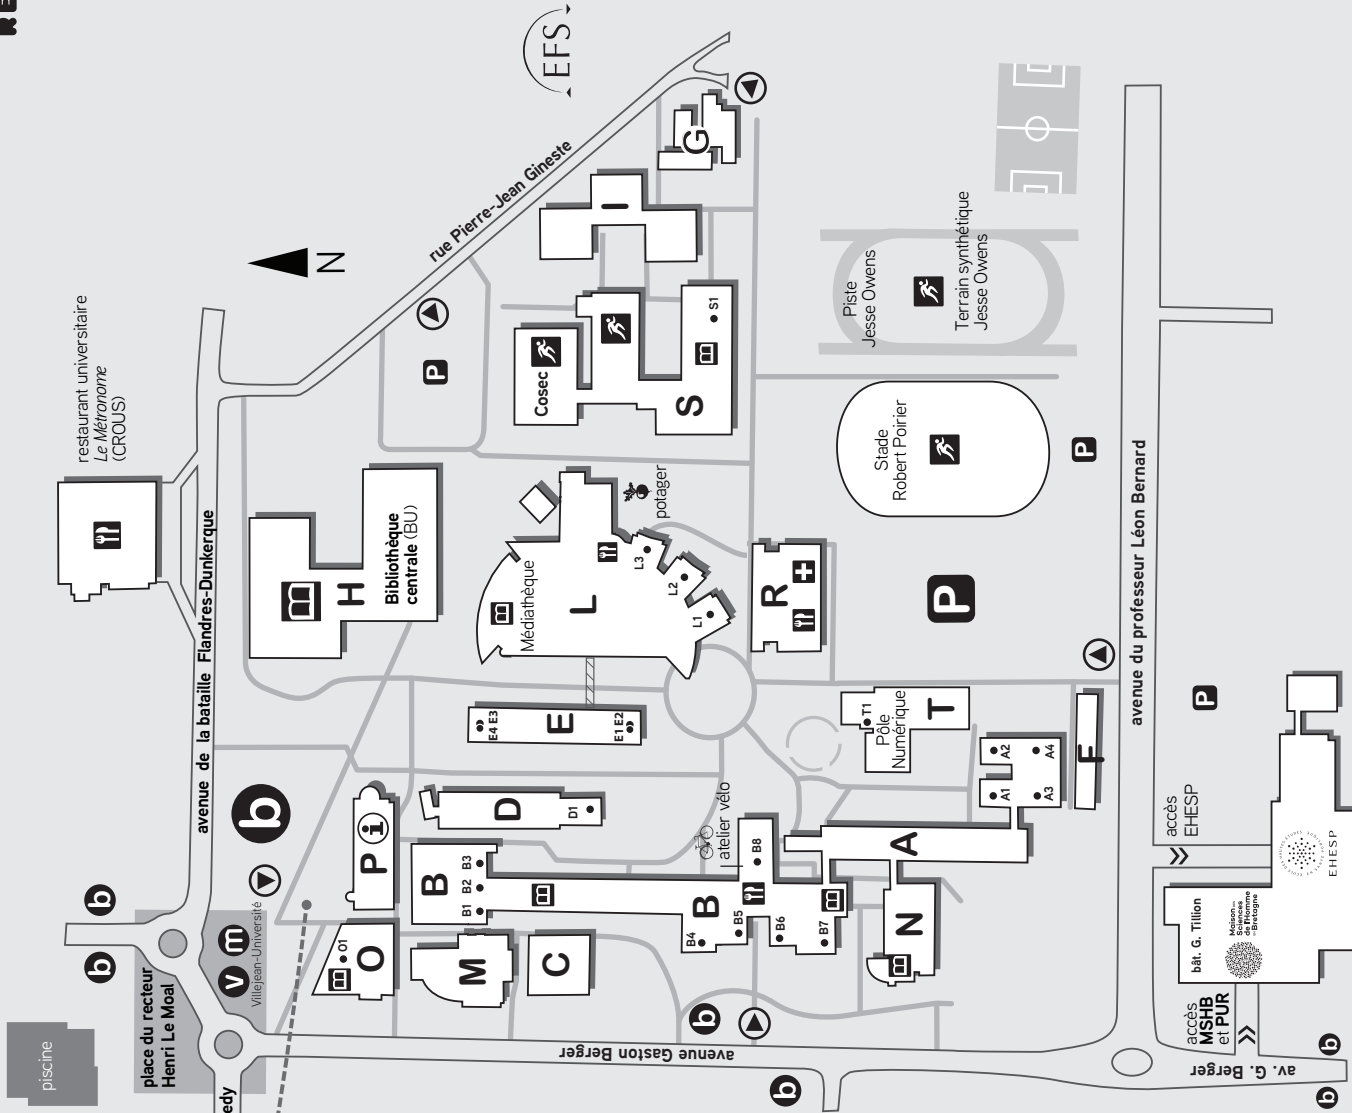 RE
EFS
rue Pierre-Jean Gineste
N
G
I
restaurant universitaire
Le Métronome
(CROUS)
P
Cosec
S1
S
Piste
Jesse Owens
Terrain synthétique
Jesse Owens
Stade
Robert Poirier
P
avenue du professeur Léon Bernard
avenue de la bataille Flandres-Dunkerque
H
Bibliothèque
centrale (BU)
Médiathèque
L
L3
L2
L1
potager
R
P
E
E4 E3
E1 E2
T1
Pôle
Numérique
T
A1
A2
A3
A4
F
P
b
P
i
D
D1
atelier vélo
A
B
B1
B2
B3
B
B4
B5
B6
B7
B8
N
O1
O
M
C
b
b
v
m
Villejean-Université
place du recteur
Henri Le Moal
piscine
edy
avenue Gaston Berger
b
b
accès
EHESP
EHESP
bât. G. Tillion
Maison des
Sciences
de l'Homme
en Bretagne
accès
MSHB
et PUR
av. G. Berger
b
b